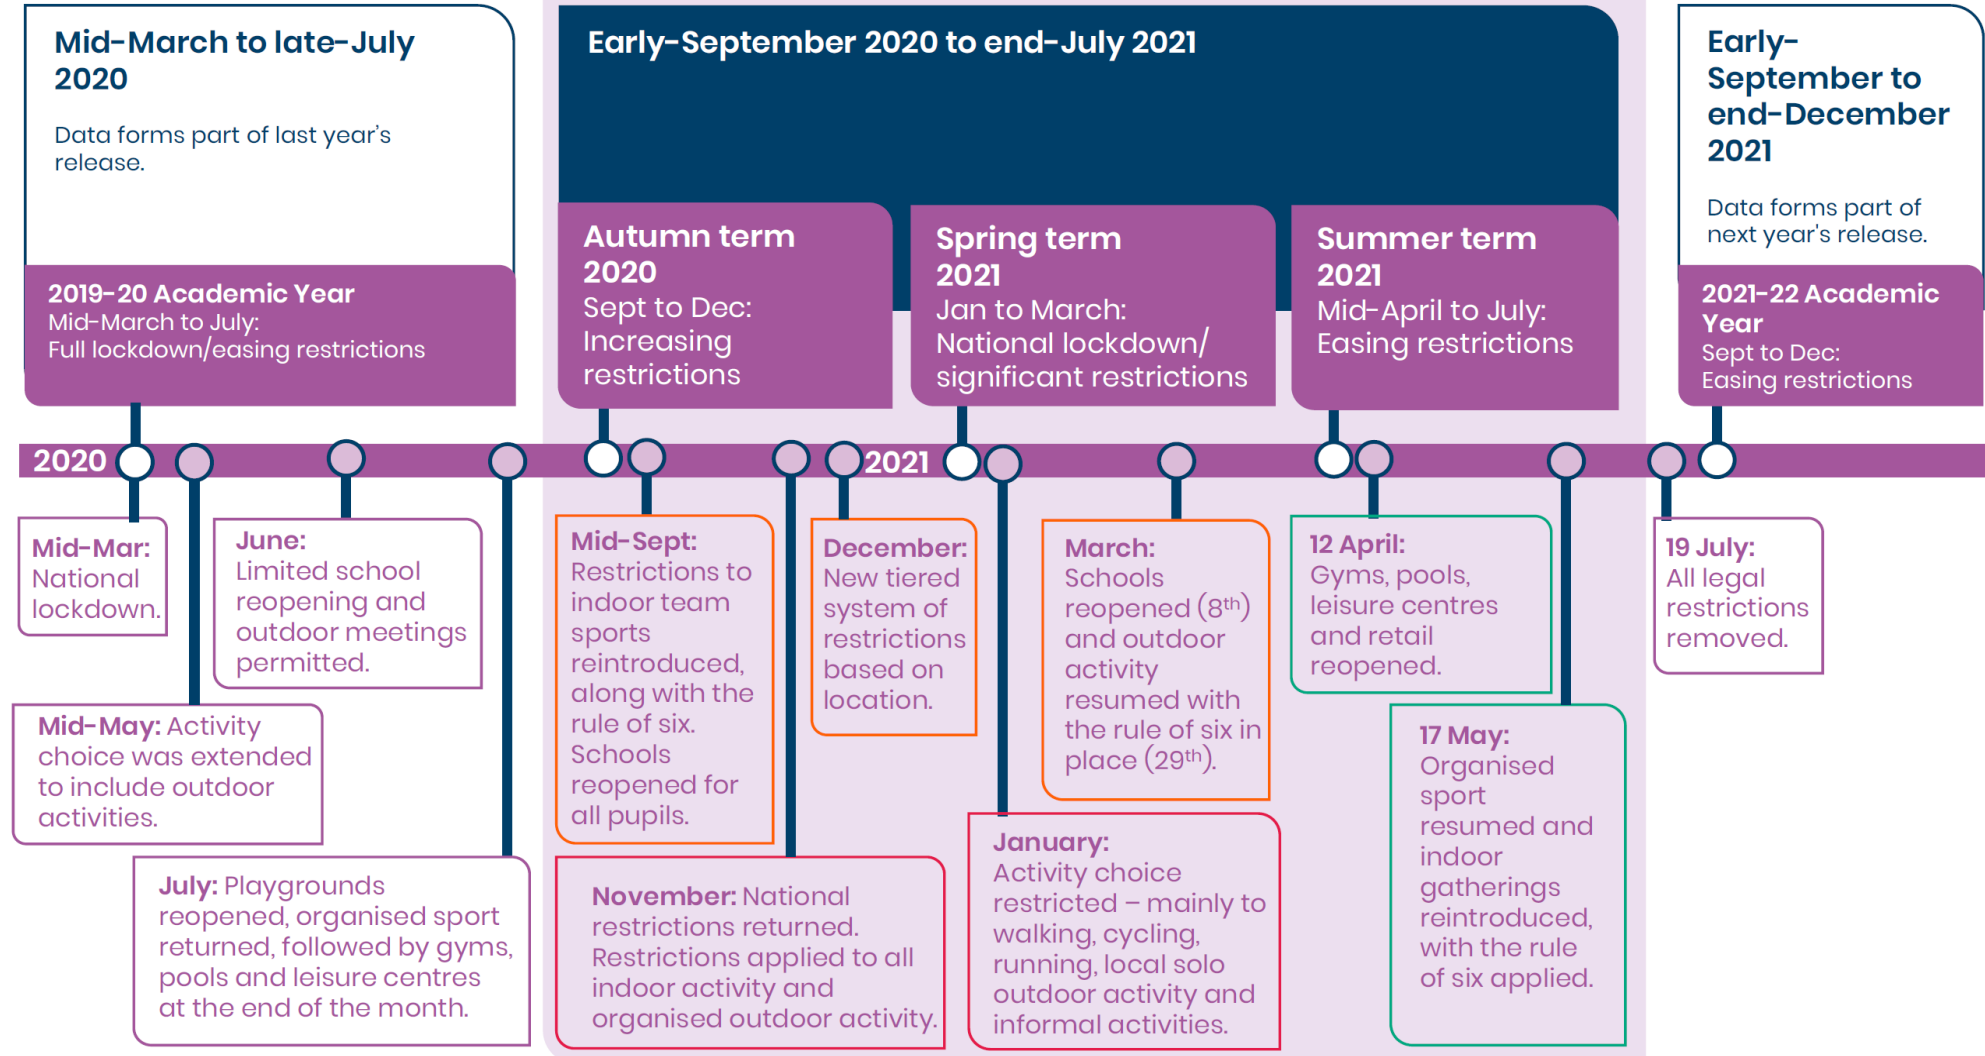 Mid-March to late-July
2020
Data forms part of last year's
release.
2019-20 Academic Year
Mid-March to July:
Full lockdown/easing restrictions
Early-September 2020 to end-July 2021
Autumn term
2020
Sept to Dec:
Increasing
restrictions
Spring term
2021
Jan to March:
National lockdown/
significant restrictions
Summer term
2021
Mid-April to July:
Easing restrictions
Early-
September to
end-December
2021
Data forms part of
next year's release.
2021-22 Academic
Year
Sept to Dec:
Easing restrictions
2020
2021
Mid-Mar:
National
lockdown.
Mid-May: Activity
choice was extended
to include outdoor
activities.
June:
Limited school
reopening and
outdoor meetings
permitted.
July: Playgrounds
reopened, organised sport
returned, followed by gyms,
pools and leisure centres
at the end of the month.
Mid-Sept:
Restrictions to
indoor team
sports
reintroduced,
along with the
rule of six.
Schools
reopened for
all pupils.
November: National
restrictions returned.
Restrictions applied to all
indoor activity and
organised outdoor activity.
December:
New tiered
system of
restrictions
based on
location.
January:
Activity choice
restricted – mainly to
walking, cycling,
running, local solo
outdoor activity and
informal activities.
March:
Schools
reopened (8th)
and outdoor
activity
resumed with
the rule of six in
place (29th).
12 April:
Gyms, pools,
leisure centres
and retail
reopened.
17 May:
Organised
sport
resumed and
indoor
gatherings
reintroduced,
with the rule
of six applied.
19 July:
All legal
restrictions
removed.